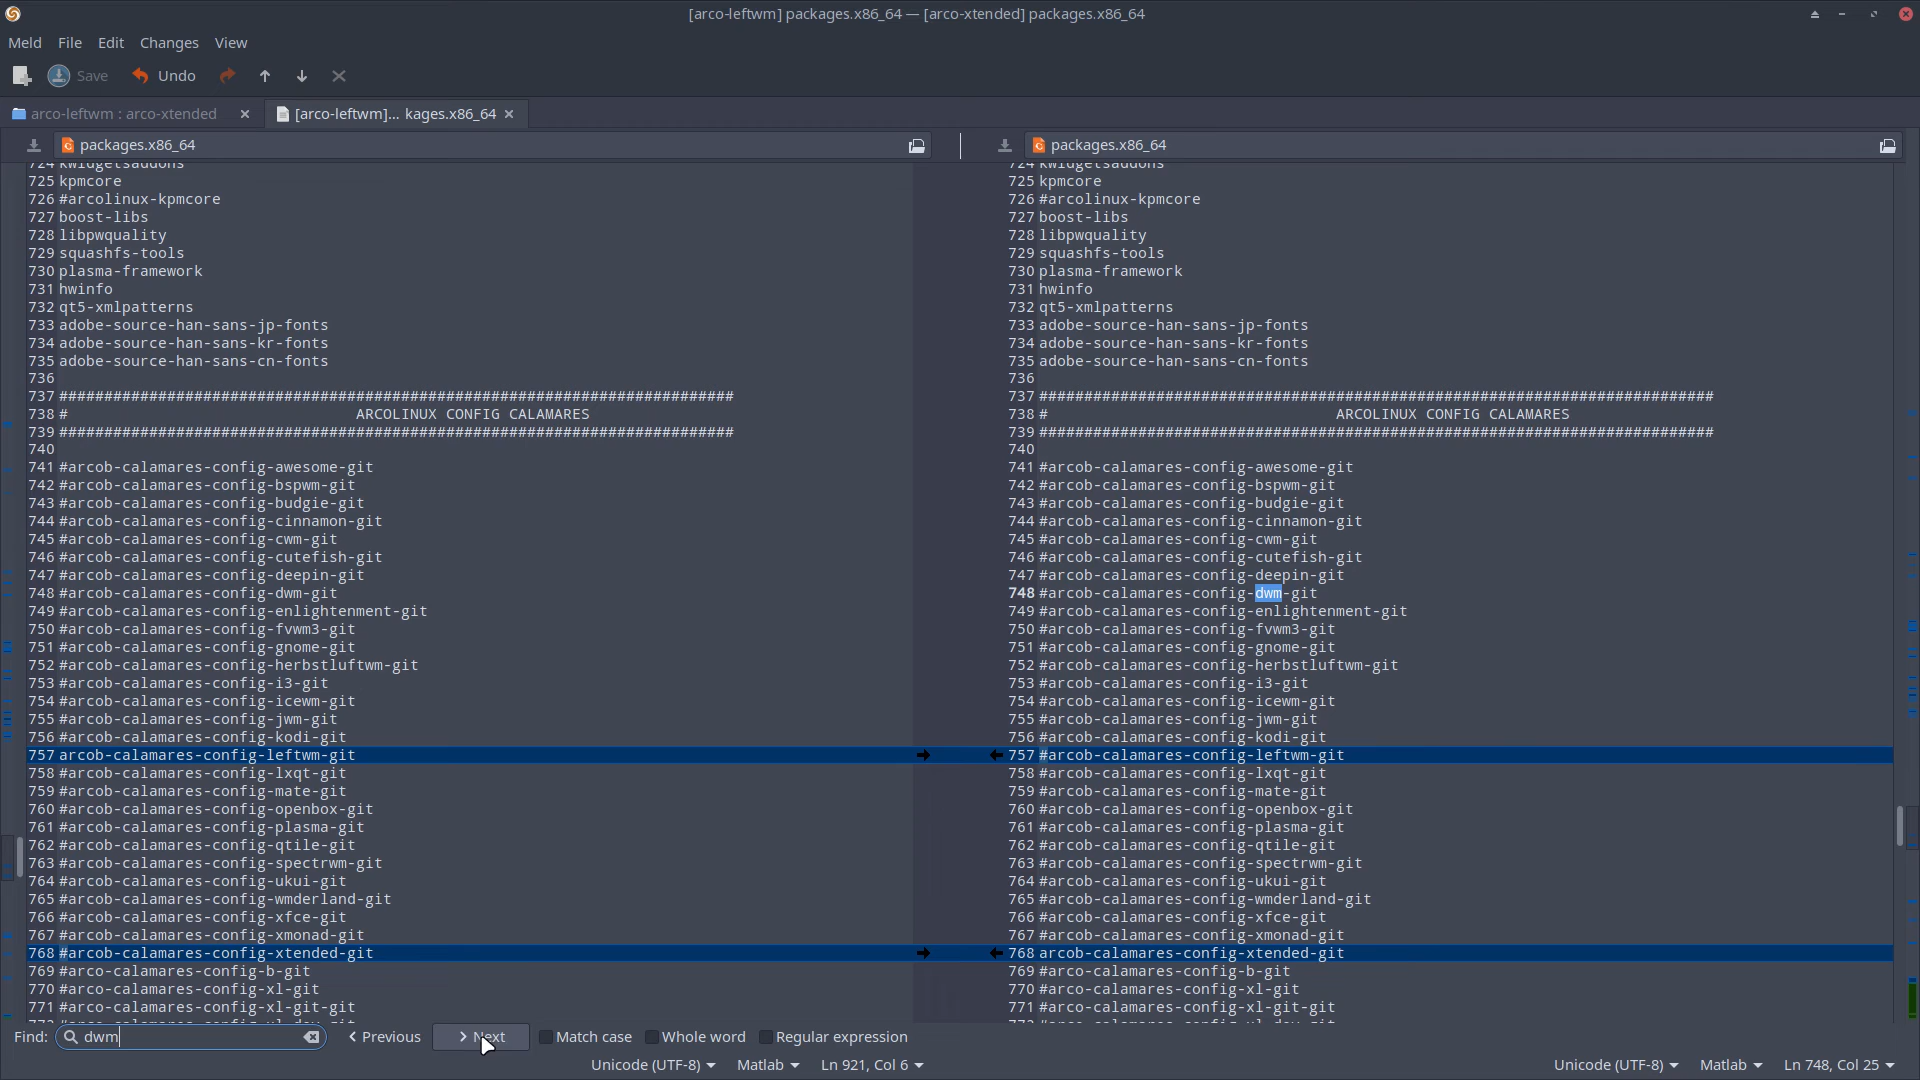 [arco-leftwm] packages.x86_64 — [arco-xtended] packages.x86_64
Meld File Edit Changes View
Save Undo
arco-leftwm : arco-xtended
[arco-leftwm]... kages.x86_64
packages.x86_64
724 kwidgetsaddons
725 kpmcore
726 #arcolinux-kpmcore
727 boost-libs
728 libpwquality
729 squashfs-tools
730 plasma-framework
731 hwinfo
732 qt5-xmlpatterns
733 adobe-source-han-sans-jp-fonts
734 adobe-source-han-sans-kr-fonts
735 adobe-source-han-sans-cn-fonts
736
737 ###########################################################################
738 # ARCOLINUX CONFIG CALAMARES
739 ###########################################################################
740
741 #arcob-calamares-config-awesome-git
742 #arcob-calamares-config-bspwm-git
743 #arcob-calamares-config-budgie-git
744 #arcob-calamares-config-cinnamon-git
745 #arcob-calamares-config-cwm-git
746 #arcob-calamares-config-cutefish-git
747 #arcob-calamares-config-deepin-git
748 #arcob-calamares-config-dwm-git
749 #arcob-calamares-config-enlightenment-git
750 #arcob-calamares-config-fvwm3-git
751 #arcob-calamares-config-gnome-git
752 #arcob-calamares-config-herbstluftwm-git
753 #arcob-calamares-config-i3-git
754 #arcob-calamares-config-icewm-git
755 #arcob-calamares-config-jwm-git
756 #arcob-calamares-config-kodi-git
757 arcob-calamares-config-leftwm-git
758 #arcob-calamares-config-lxqt-git
759 #arcob-calamares-config-mate-git
760 #arcob-calamares-config-openbox-git
761 #arcob-calamares-config-plasma-git
762 #arcob-calamares-config-qtile-git
763 #arcob-calamares-config-spectrwm-git
764 #arcob-calamares-config-ukui-git
765 #arcob-calamares-config-wmderland-git
766 #arcob-calamares-config-xfce-git
767 #arcob-calamares-config-xmonad-git
768 #arcob-calamares-config-xtended-git
769 #arco-calamares-config-b-git
770 #arco-calamares-config-xl-git
771 #arco-calamares-config-xl-git-git
packages.x86_64
724 kwidgetsaddons
725 kpmcore
726 #arcolinux-kpmcore
727 boost-libs
728 libpwquality
729 squashfs-tools
730 plasma-framework
731 hwinfo
732 qt5-xmlpatterns
733 adobe-source-han-sans-jp-fonts
734 adobe-source-han-sans-kr-fonts
735 adobe-source-han-sans-cn-fonts
736
737 ###########################################################################
738 # ARCOLINUX CONFIG CALAMARES
739 ###########################################################################
740
741 #arcob-calamares-config-awesome-git
742 #arcob-calamares-config-bspwm-git
743 #arcob-calamares-config-budgie-git
744 #arcob-calamares-config-cinnamon-git
745 #arcob-calamares-config-cwm-git
746 #arcob-calamares-config-cutefish-git
747 #arcob-calamares-config-deepin-git
748 #arcob-calamares-config-dwm-git
749 #arcob-calamares-config-enlightenment-git
750 #arcob-calamares-config-fvwm3-git
751 #arcob-calamares-config-gnome-git
752 #arcob-calamares-config-herbstluftwm-git
753 #arcob-calamares-config-i3-git
754 #arcob-calamares-config-icewm-git
755 #arcob-calamares-config-jwm-git
756 #arcob-calamares-config-kodi-git
757 #arcob-calamares-config-leftwm-git
758 #arcob-calamares-config-lxqt-git
759 #arcob-calamares-config-mate-git
760 #arcob-calamares-config-openbox-git
761 #arcob-calamares-config-plasma-git
762 #arcob-calamares-config-qtile-git
763 #arcob-calamares-config-spectrwm-git
764 #arcob-calamares-config-ukui-git
765 #arcob-calamares-config-wmderland-git
766 #arcob-calamares-config-xfce-git
767 #arcob-calamares-config-xmonad-git
768 arcob-calamares-config-xtended-git
769 #arco-calamares-config-b-git
770 #arco-calamares-config-xl-git
771 #arco-calamares-config-xl-git-git
Find: dwm Previous Next Match case Whole word Regular expression
Unicode (UTF-8) Matlab Ln 921, Col 6
Unicode (UTF-8) Matlab Ln 748, Col 25